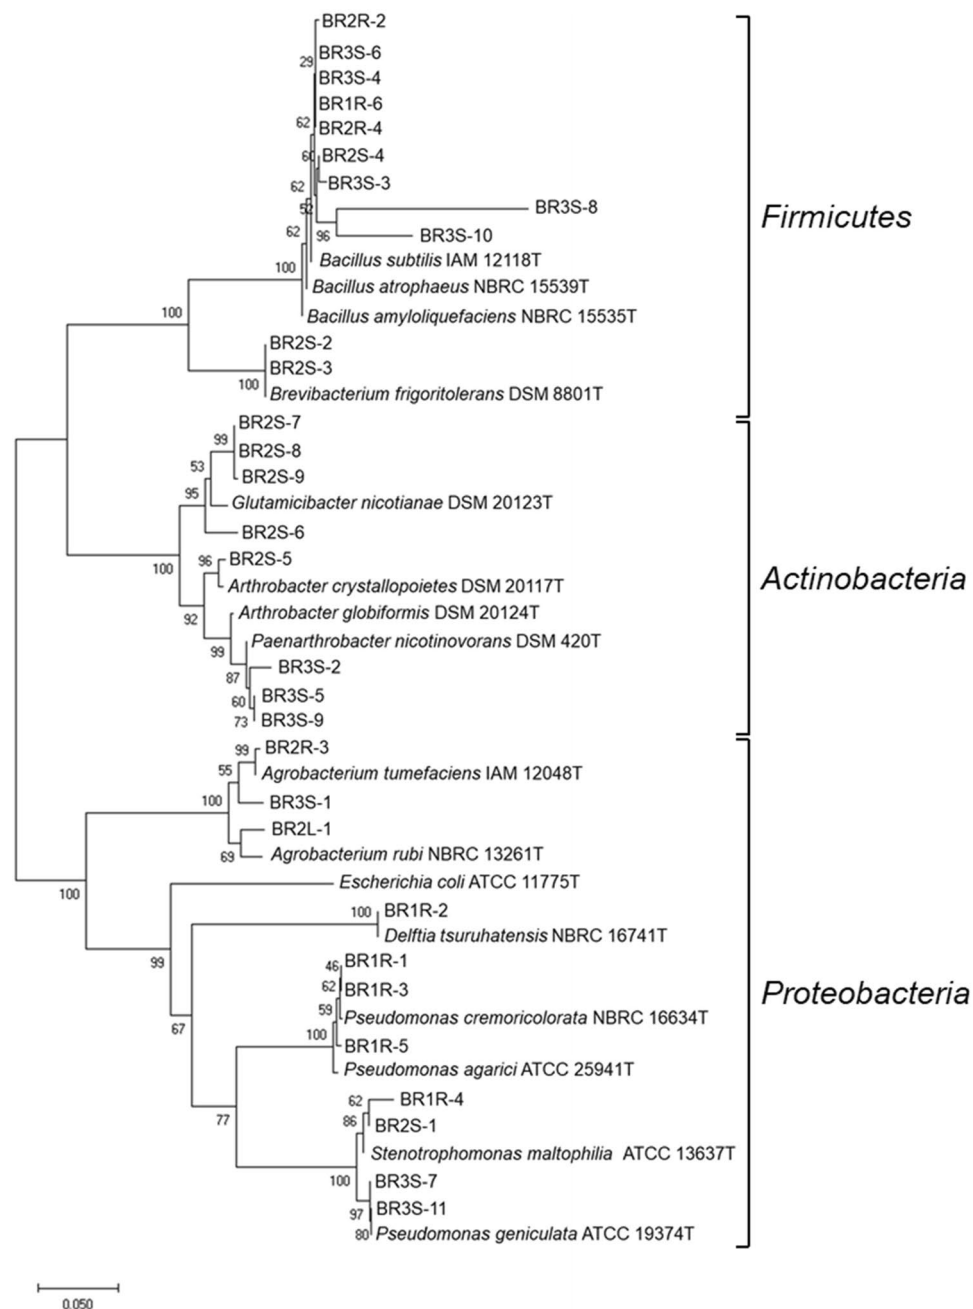 BR2R-2
BR3S-6
29
BR3S-4
BR1R-6
62
BR2R-4
60
BR2S-4
BR3S-3
62
52
BR3S-8
Firmicutes
62
96
BR3S-10
Bacillus subtilis IAM 12118T
100
Bacillus atrophaeus NBRC 15539T
100
Bacillus amyloliquefaciens NBRC 15535T
BR2S-2
BR2S-3
100
Brevibacterium frigoritolerans DSM 8801T
BR2S-7
99
BR2S-8
53
BR2S-9
95
Glutamicibacter nicotianae DSM 20123T
BR2S-6
96
BR2S-5
100
Actinobacteria
Arthrobacter crystallopoietes DSM 20117T
Arthrobacter globiformis DSM 20124T
92
Paenarthrobacter nicotinovorans DSM 420T
99
BR3S-2
87
BR3S-5
60
BR3S-9
73
BR2R-3
99
Agrobacterium tumefaciens IAM 12048T
55
BR3S-1
100
BR2L-1
69
Agrobacterium rubi NBRC 13261T
Escherichia coli ATCC 11775T
100
100
BR1R-2
Delftia tsuruhatensis NBRC 16741T
99
BR1R-1
46
BR1R-3
62
Proteobacteria
59
Pseudomonas cremoricolorata NBRC 16634T
67
100
BR1R-5
Pseudomonas agarici ATCC 25941T
62
BR1R-4
77
86
BR2S-1
Stenotrophomonas maltophilia ATCC 13637T
100
BR3S-7
97
BR3S-11
80
Pseudomonas geniculata ATCC 19374T
0.050